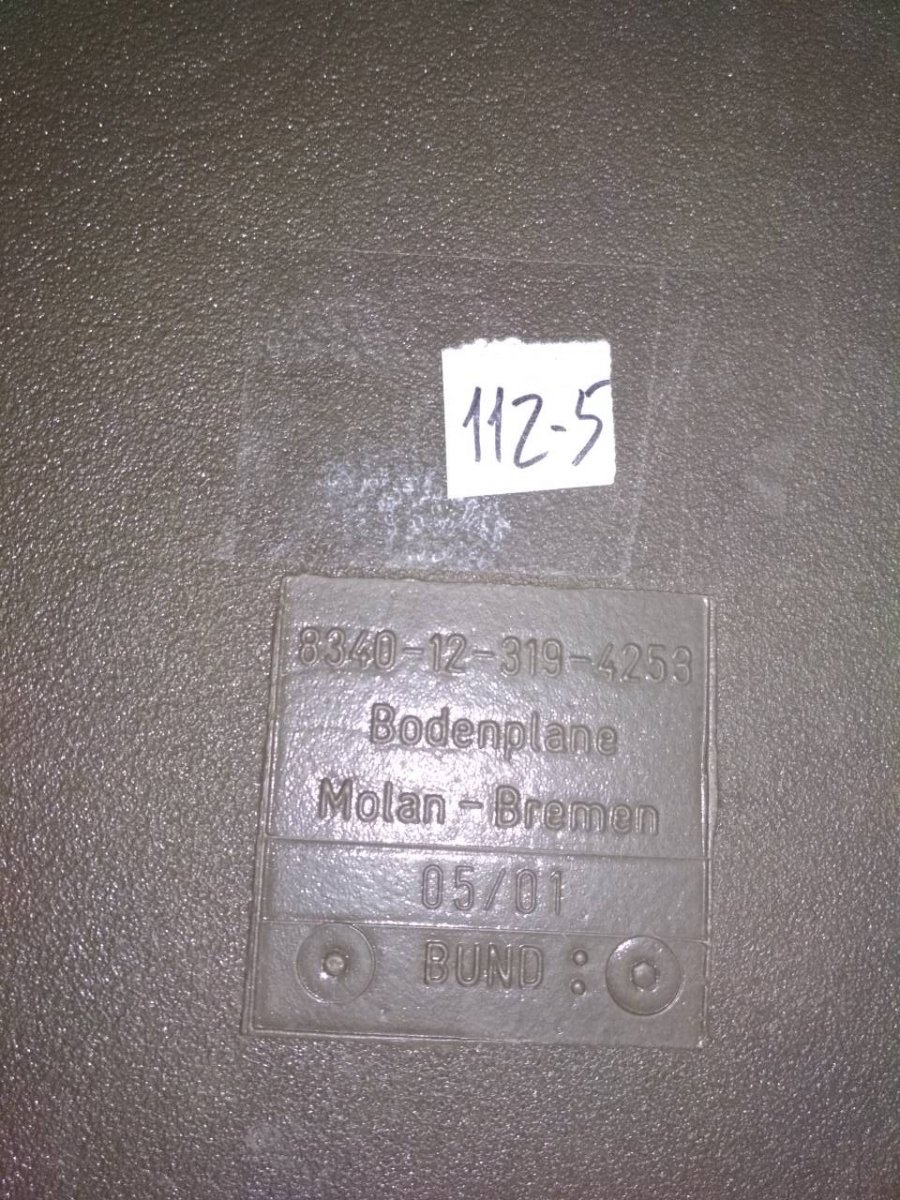 112-5
8340-12-319-4253
Bodenplane
Molan-Bremen
05/01
BUND :